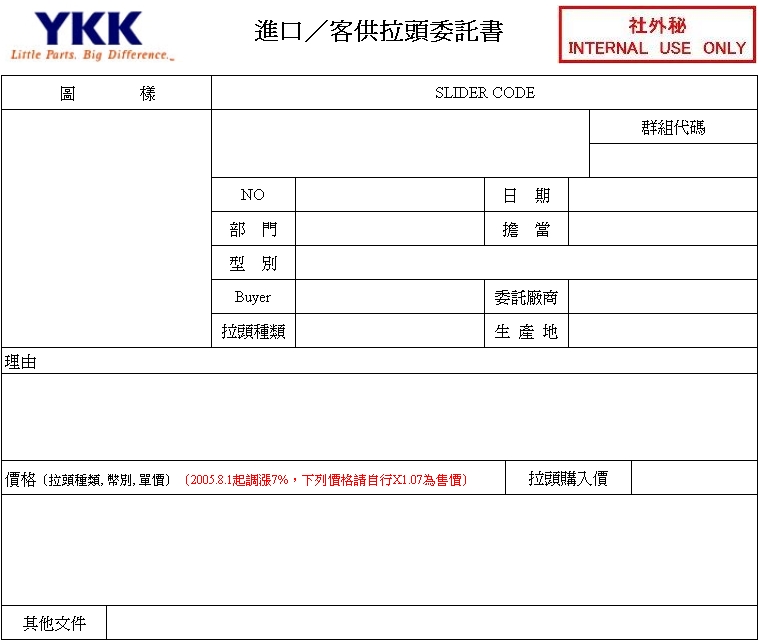 YKK
Little Parts. Big Difference.
進口／客供拉頭委託書
社外秘
INTERNAL USE ONLY
圖 樣
SLIDER CODE
群組代碼
NO
日 期
部 門
擔 當
型 別
Buyer
委託廠商
拉頭種類
生 產 地
理由
價格（拉頭種類, 幣別, 單價）（2005.8.1起調漲7%，下列價格請自行X1.07為售價）
拉頭購入價
其他文件